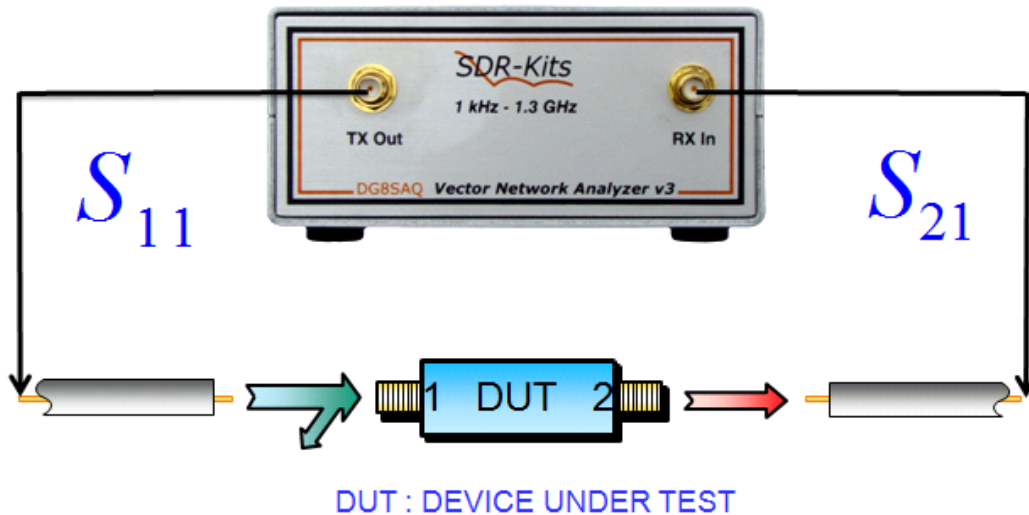 SDR-Kits
1 kHz - 1.3 GHz
TX Out
RX In
DG8SAQ Vector Network Analyzer v3
S11
S21
1 DUT 2
DUT : DEVICE UNDER TEST